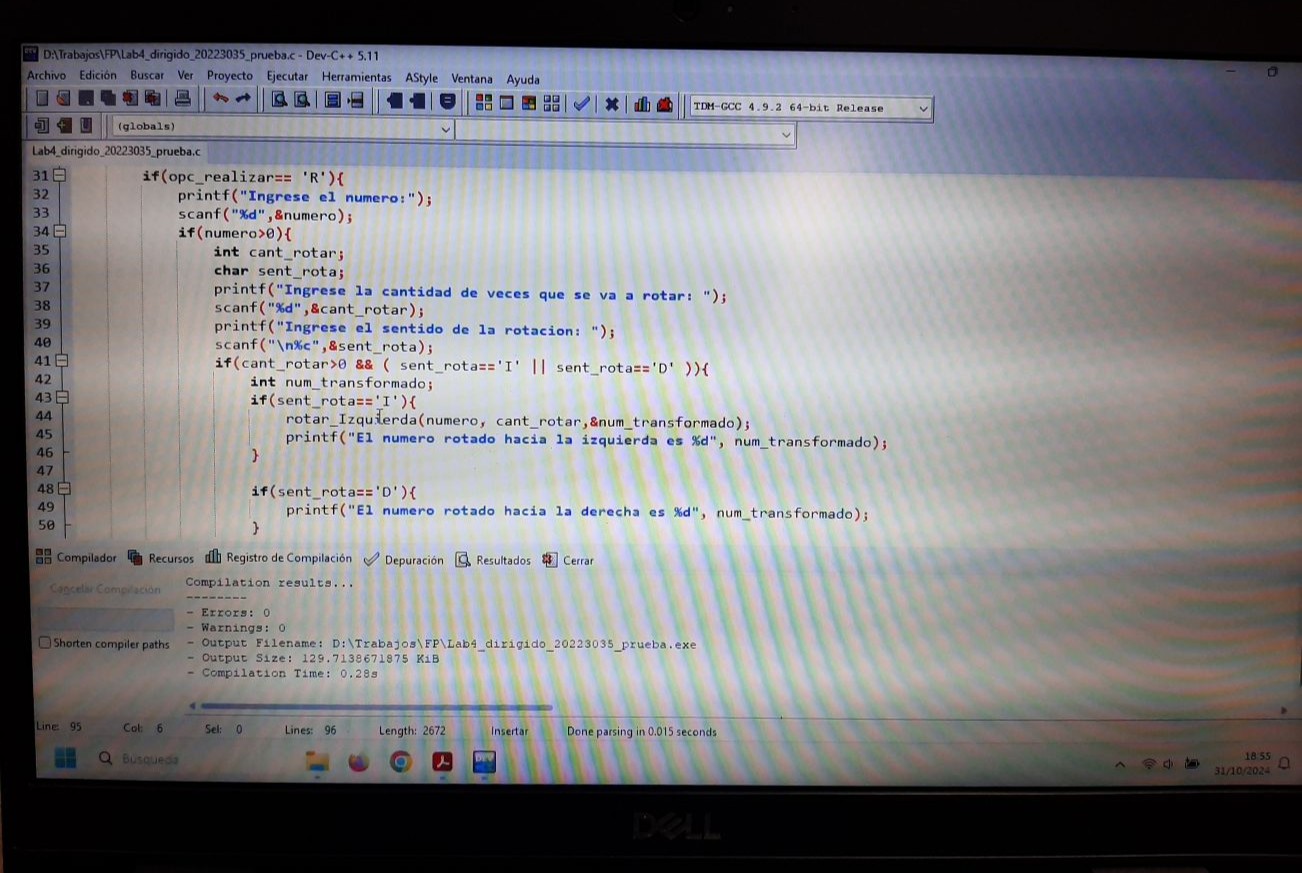 D:\Trabajos\FP\Lab4_dirigido_20223035_prueba.c - Dev-C++ 5.11
Archivo Edición Buscar Ver Proyecto Ejecutar Herramientas AStyle Ventana Ayuda
TDM-GCC 4.9.2 64-bit Release
(globals)
Lab4_dirigido_20223035_prueba.c
31 if(opc_realizar== 'R'){
32 printf("Ingrese el numero:");
33 scanf("%d",&numero);
34 if(numero>0){
35 int cant_rotar;
36 char sent_rota;
37 printf("Ingrese la cantidad de veces que se va a rotar: ");
38 scanf("%d",&cant_rotar);
39 printf("Ingrese el sentido de la rotacion: ");
40 scanf("\n%c",&sent_rota);
41 if(cant_rotar>0 && ( sent_rota=='I' || sent_rota=='D' )){
42 int num_transformado;
43 if(sent_rota=='I'){
44 rotar_Izquierda(numero, cant_rotar,&num_transformado);
45 printf("El numero rotado hacia la izquierda es %d", num_transformado);
46 }
47
48 if(sent_rota=='D'){
49 printf("El numero rotado hacia la derecha es %d", num_transformado);
50 }
Compilador Recursos Registro de Compilación Depuración Resultados Cerrar
Cancelar Compilación
Shorten compiler paths
Compilation results...
--------
- Errors: 0
- Warnings: 0
- Output Filename: D:\Trabajos\FP\Lab4_dirigido_20223035_prueba.exe
- Output Size: 129.7138671875 KiB
- Compilation Time: 0.28s
Line: 95 Col: 6 Sel: 0 Lines: 96 Length: 2672 Insertar Done parsing in 0.015 seconds
Búsqueda
DEV
18:55
31/10/2024
DELL